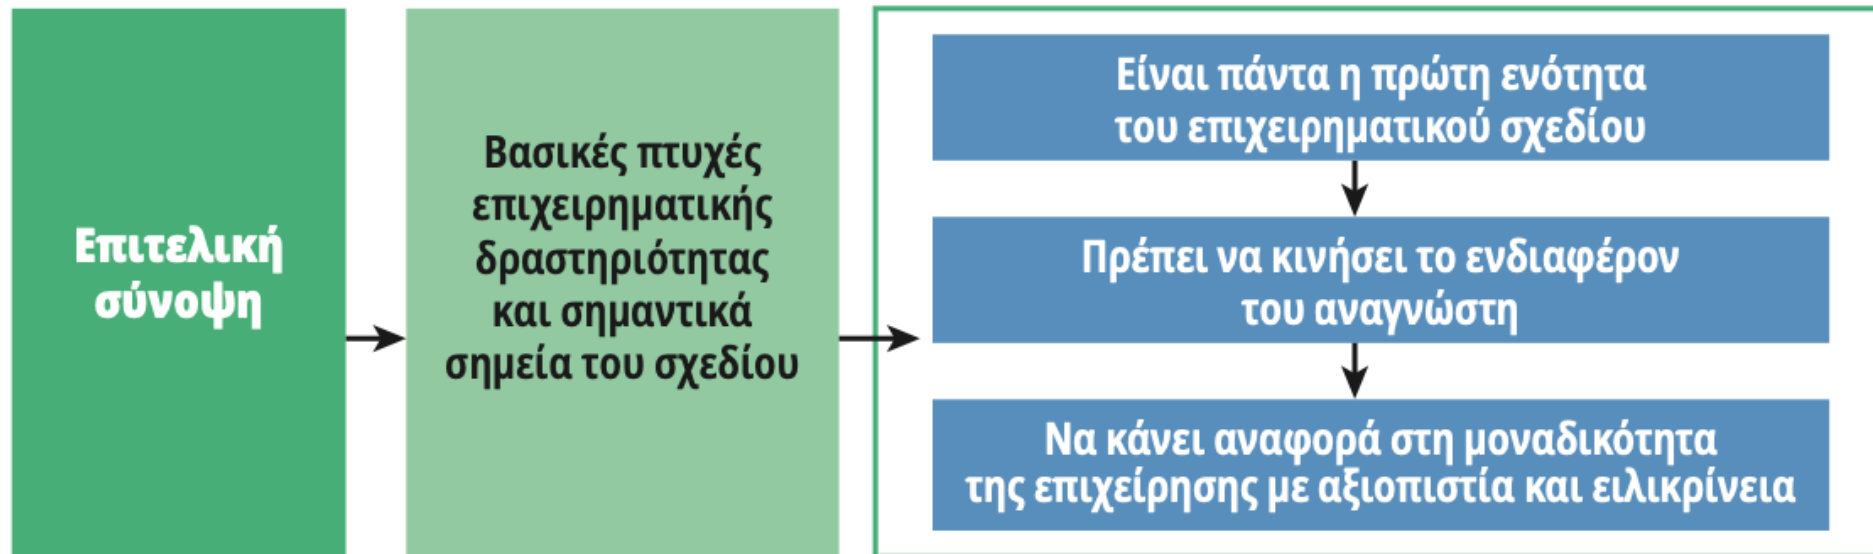 Επιτελική
σύνοψη
Βασικές πτυχές
επιχειρηματικής
δραστηριότητας
και σημαντικά
σημεία του σχεδίου
Είναι πάντα η πρώτη ενότητα
του επιχειρηματικού σχεδίου
Πρέπει να κινήσει το ενδιαφέρον
του αναγνώστη
Να κάνει αναφορά στη μοναδικότητα
της επιχείρησης με αξιοπιστία και ειλικρίνεια